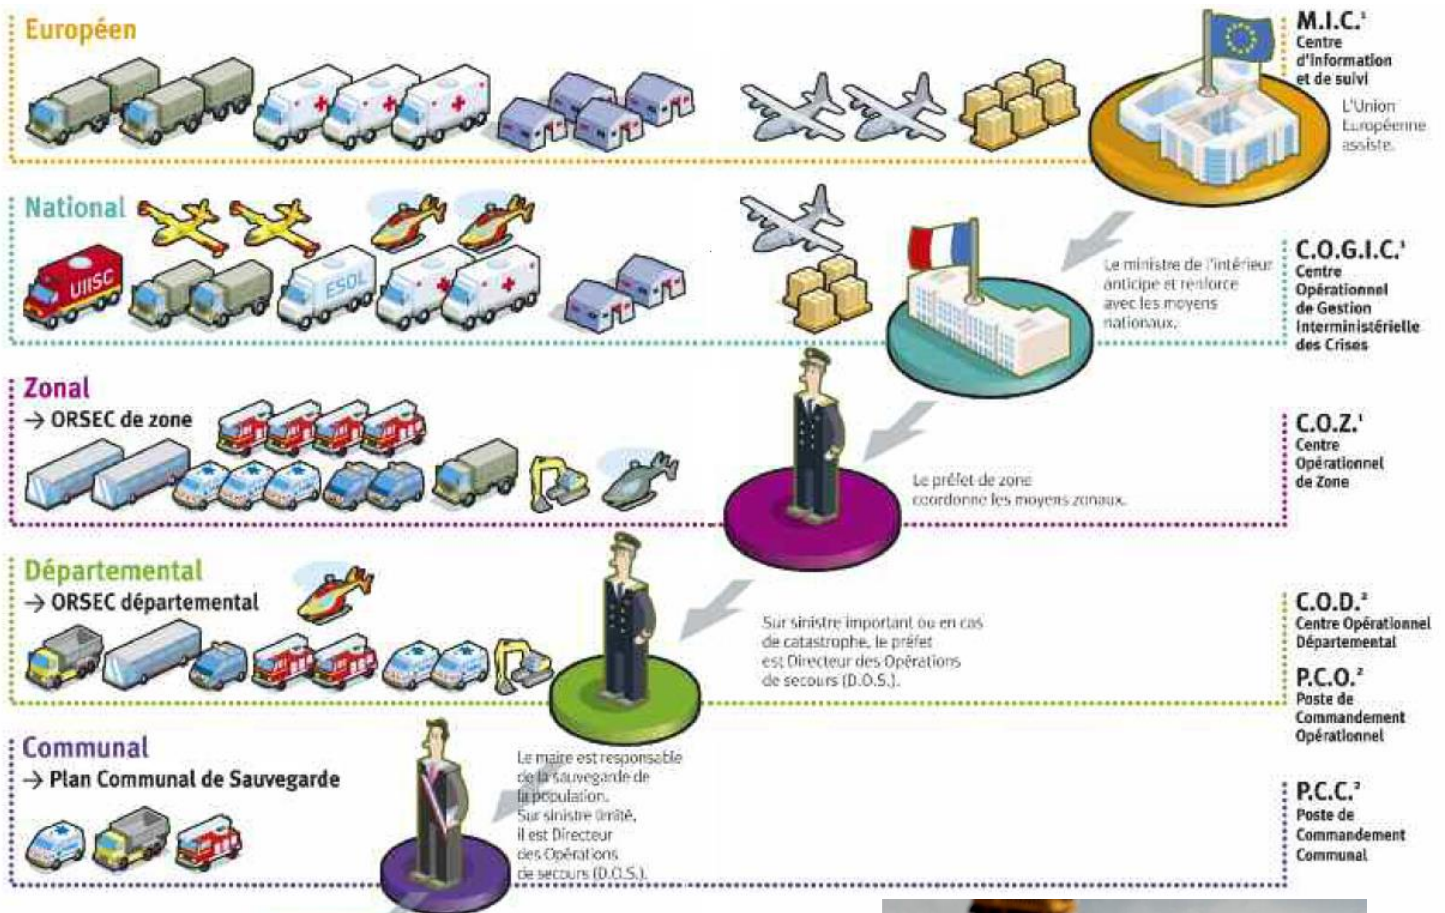 Européen
M.I.C.¹
Centre
d'information
et de suivi
L'Union
Européenne
assiste.
National
UIISC
ESOL
Le ministre de l'intérieur
anticipe et renforce
avec les moyens
nationaux.
C.O.G.I.C.¹
Centre
Opérationnel
de Gestion
Interministérielle
des Crises
Zonal
→ ORSEC de zone
Le préfet de zone
coordonne les moyens zonaux.
C.O.Z.¹
Centre
Opérationnel
de Zone
Départemental
→ ORSEC départemental
Sur sinistre important ou en cas
de catastrophe, le préfet
est Directeur des Opérations
de secours (D.O.S.).
C.O.D.²
Centre Opérationnel
Départemental
P.C.O.²
Poste de
Commandement
Opérationnel
Communal
→ Plan Communal de Sauvegarde
Le maire est responsable
de la sauvegarde de
la population.
Sur sinistre limité,
il est Directeur
des Opérations
de secours (D.O.S.).
P.C.C.²
Poste de
Commandement
Communal